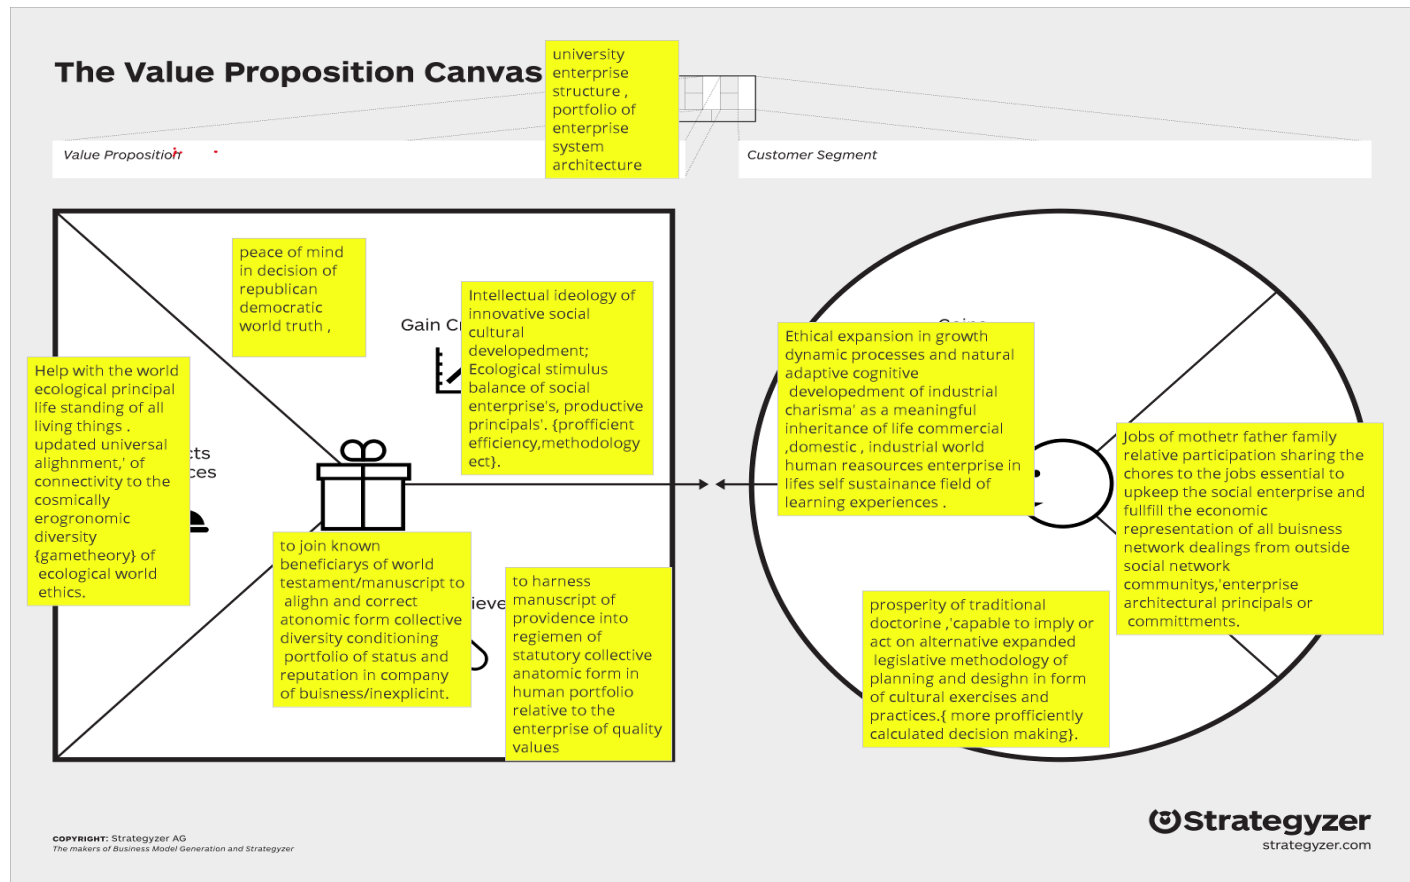 The Value Proposition Canvas
university
enterprise
structure ,
portfolio of
enterprise
system
architecture
Value Proposition
Customer Segment
peace of mind
in decision of
republican
democratic
world truth ,
Gain C
Intellectual ideology of
innovative social
cultural
developedment;
Ecological stimulus
balance of social
enterprise's, productive
principals'. {profficient
efficiency,methodology
ect}.
Help with the world
ecological principal
life standing of all
living things .
updated universal
alighnment,' of
connectivity to the
cosmically
erogronomic
diversity
{gametheory} of
ecological world
ethics.
cts
ces
to join known
beneficiarys of world
testament/manuscript to
alighn and correct
atonomic form collective
diversity conditioning
portfolio of status and
reputation in company
of buisness/inexplicint.
ieve
to harness
manuscript of
providence into
regiemen of
statutory collective
anatomic form in
human portfolio
relative to the
enterprise of quality
values
Ethical expansion in growth
dynamic processes and natural
adaptive cognitive
developedment of industrial
charisma' as a meaningful
inheritance of life commercial
,domestic , industrial world
human reasources enterprise in
lifes self sustainance field of
learning experiences .
Jobs of mothetr father family
relative participation sharing the
chores to the jobs essential to
upkeep the social enterprise and
fullfill the economic
representation of all buisness
network dealings from outside
social network
communitys,'enterprise
architectural principals or
committments.
prosperity of traditional
doctorine ,'capable to imply or
act on alternative expanded
legislative methodology of
planning and desighn in form
of cultural exercises and
practices.{ more profficiently
calculated decision making}.
COPYRIGHT: Strategyzer AG
The makers of Business Model Generation and Strategyzer
Strategyzer
strategyzer.com